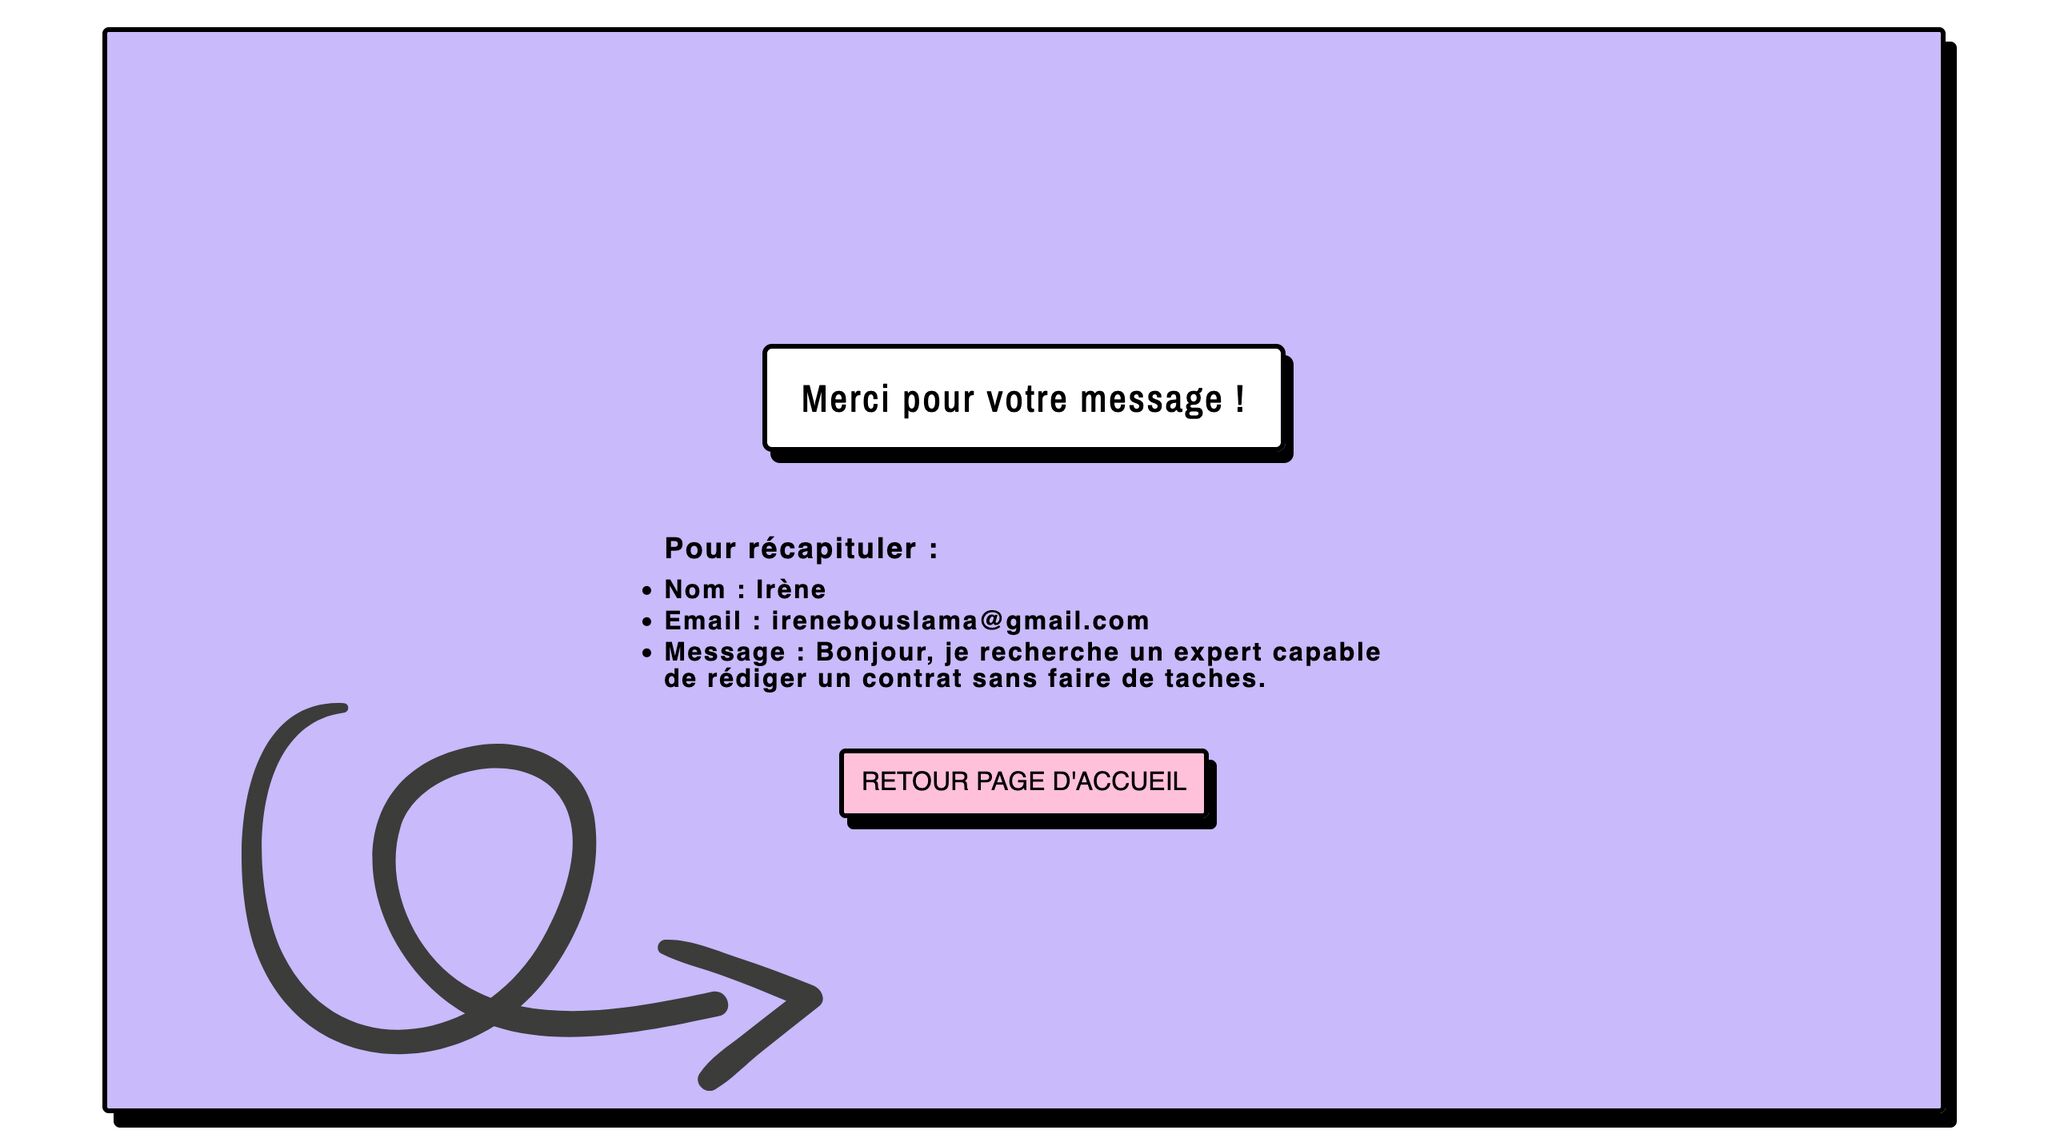 Merci pour votre message !
Pour récapituler :
• Nom : Irène
• Email : irenebouslama@gmail.com
• Message : Bonjour, je recherche un expert capable
de rédiger un contrat sans faire de taches.
RETOUR PAGE D'ACCUEIL